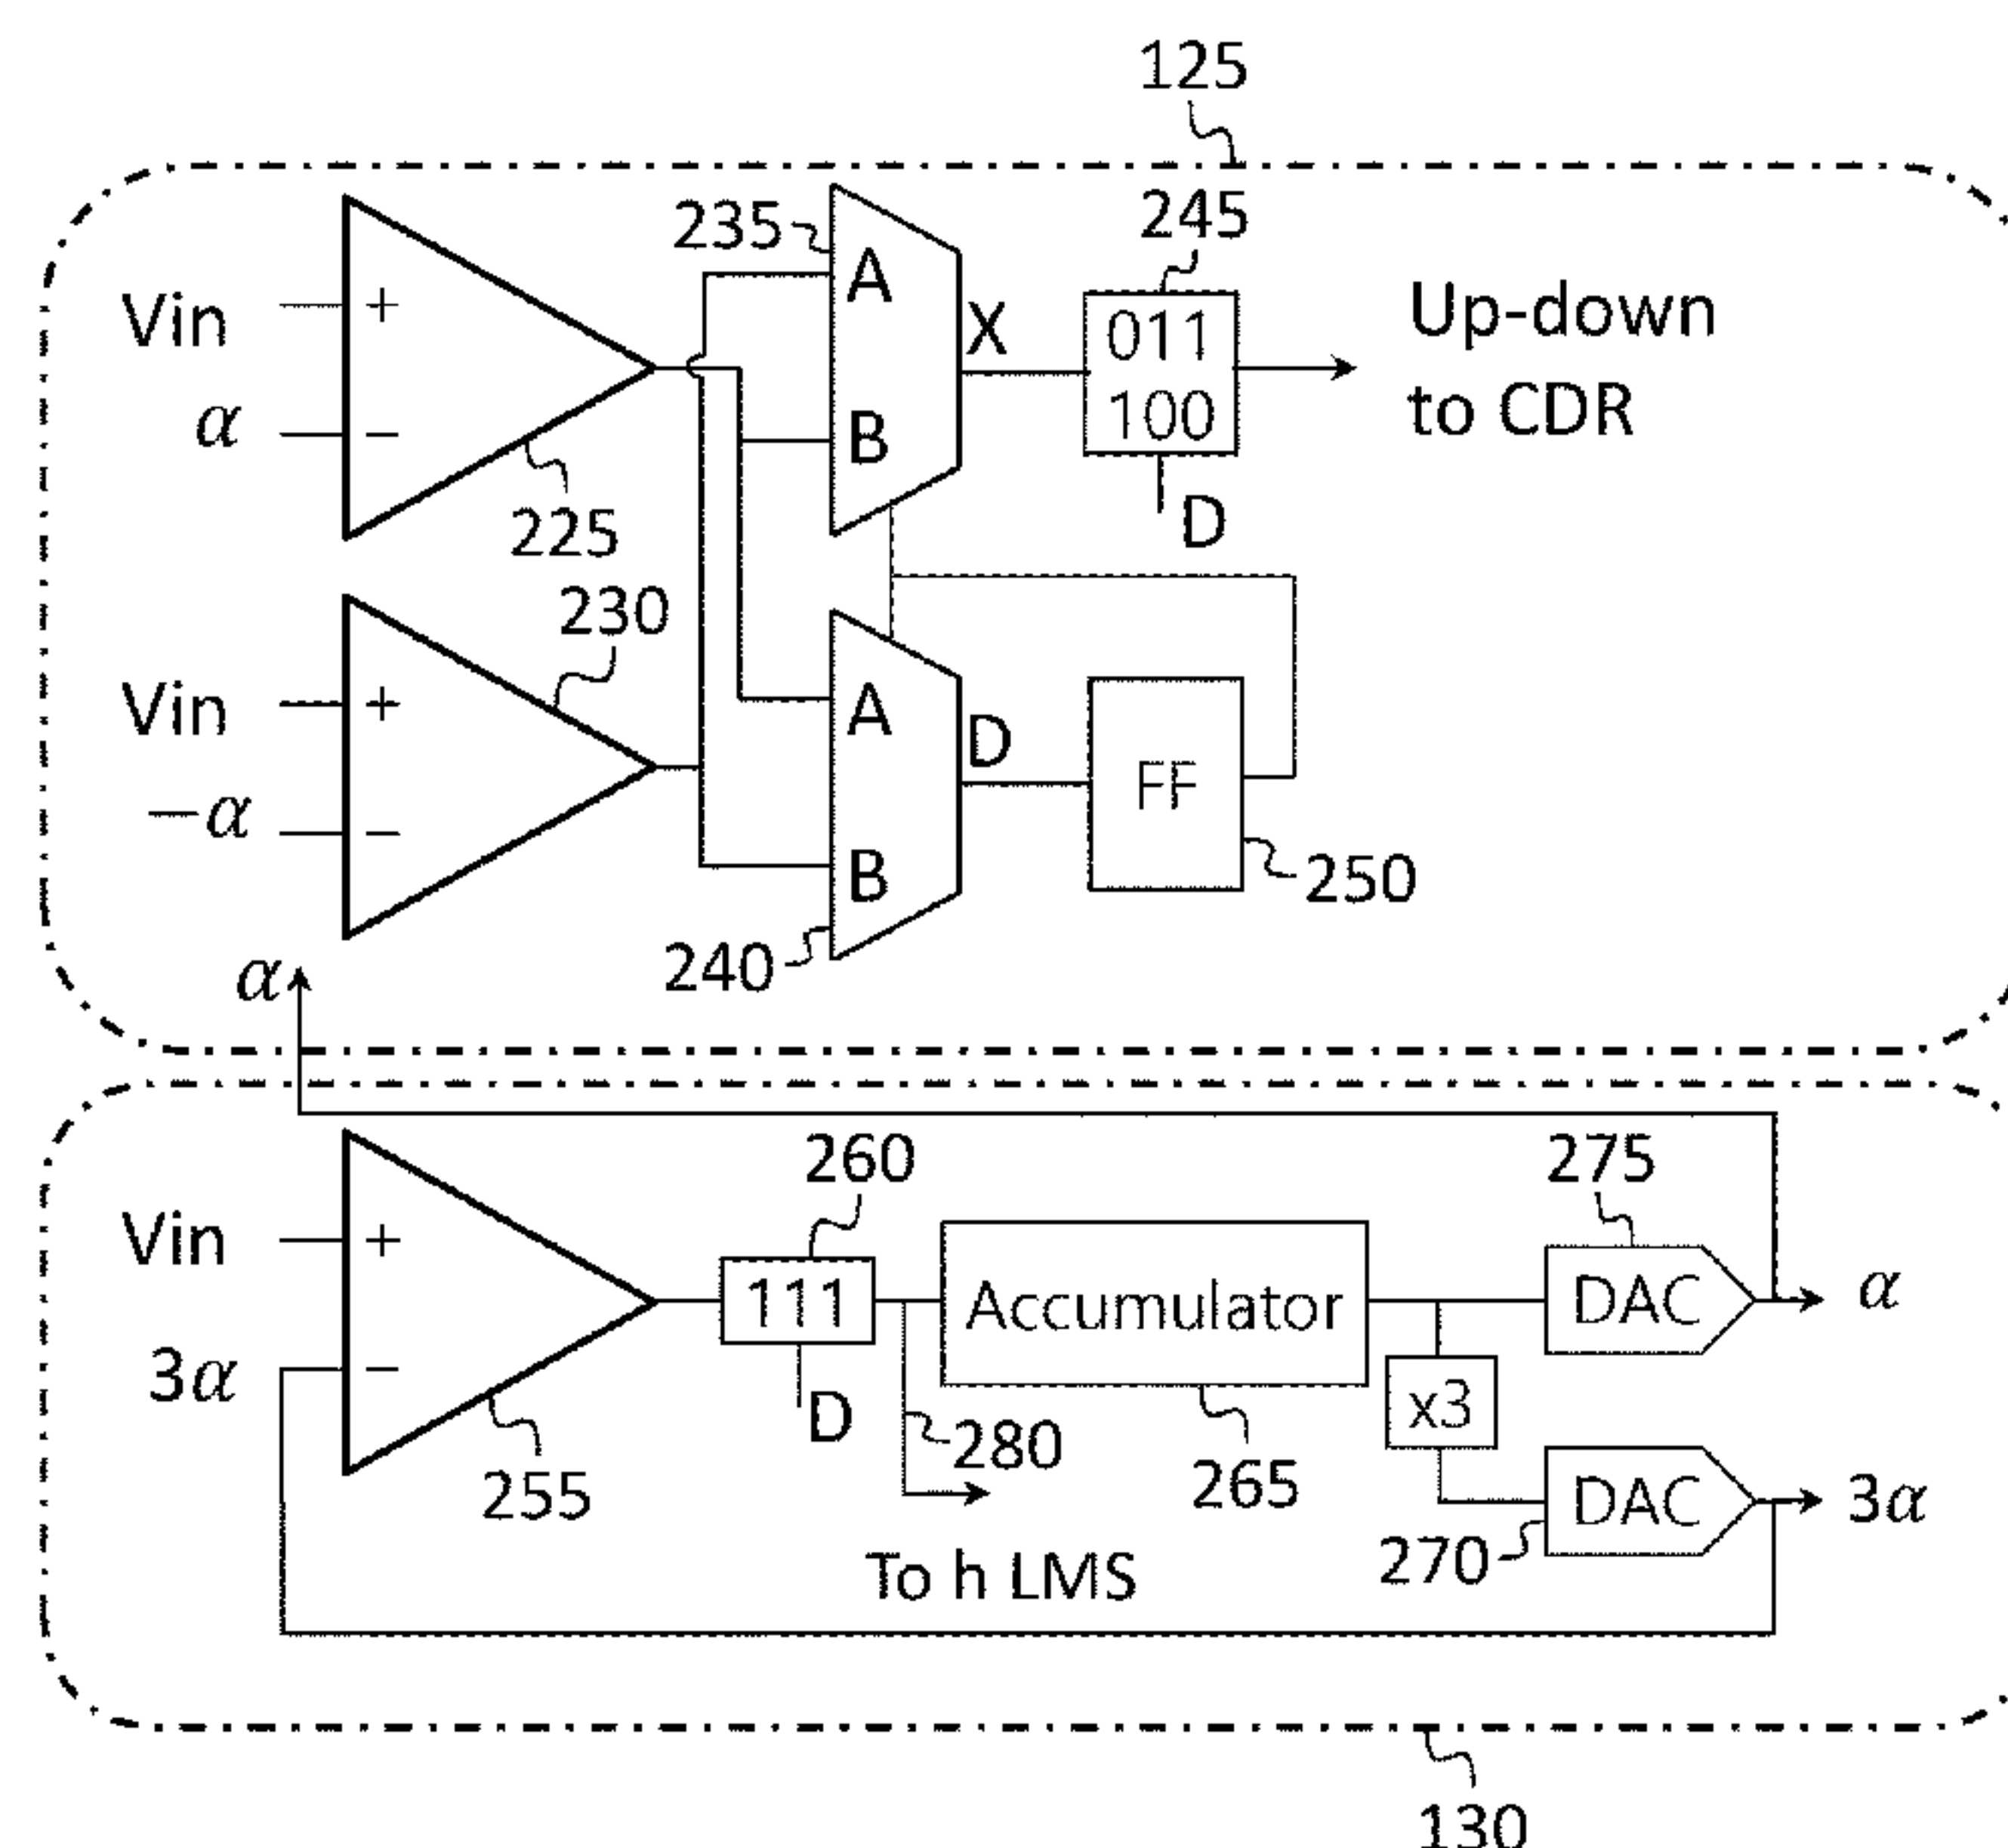 125
235
245
Vin
+
A
X
011
100
Up-down
to CDR
α
−
B
225
D
230
Vin
+
A
D
FF
−α
−
B
250
240
α
260
275
Vin
+
111
Accumulator
DAC
α
3α
−
D
280
x3
255
265
DAC
3α
270
To h LMS
130